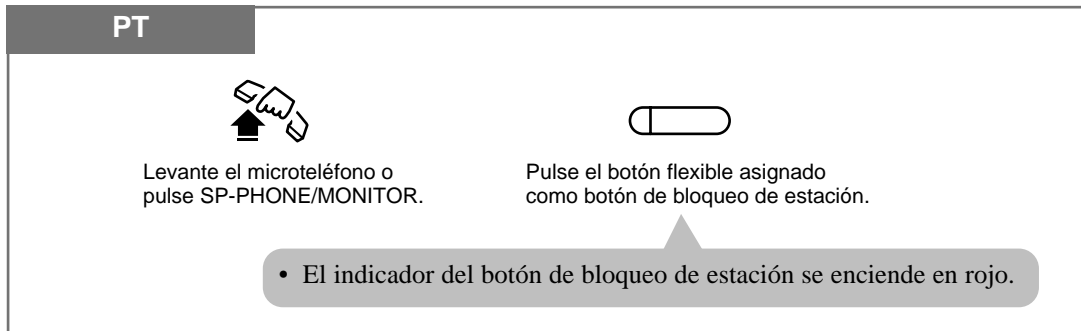 PT
Levante el microteléfono o
pulse SP-PHONE/MONITOR.
Pulse el botón flexible asignado
como botón de bloqueo de estación.
• El indicador del botón de bloqueo de estación se enciende en rojo.